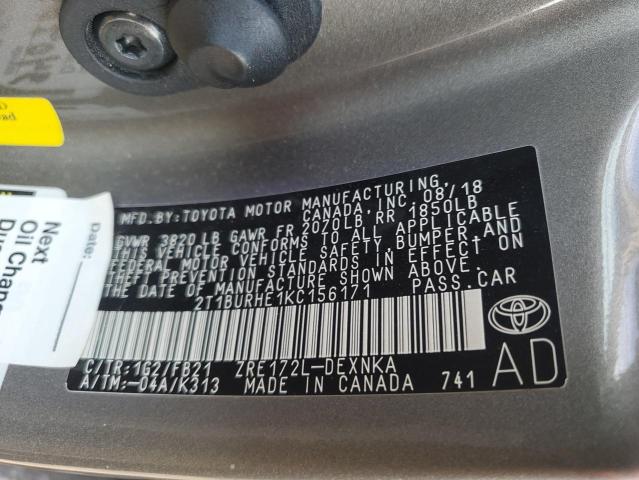 MFD.BY:TOYOTA MOTOR MANUFACTURING,
CANADA, INC. 08/18
GVWR 3820 LB GAWR FR 2070LB RR 1850LB
THIS VEHICLE CONFORMS TO ALL APPLICABLE
FEDERAL MOTOR VEHICLE SAFETY, BUMPER, AND
THEFT PREVENTION STANDARDS IN EFFECT ON
THE DATE OF MANUFACTURE SHOWN ABOVE.
2T1BURHE1KC156171 PASS.CAR
C/TR:1G2/FB21 ZRE172L-DEXNKA
A/TM:-04A/K313 MADE IN CANADA 741
AD
Next
Oil Change
Due
Date: